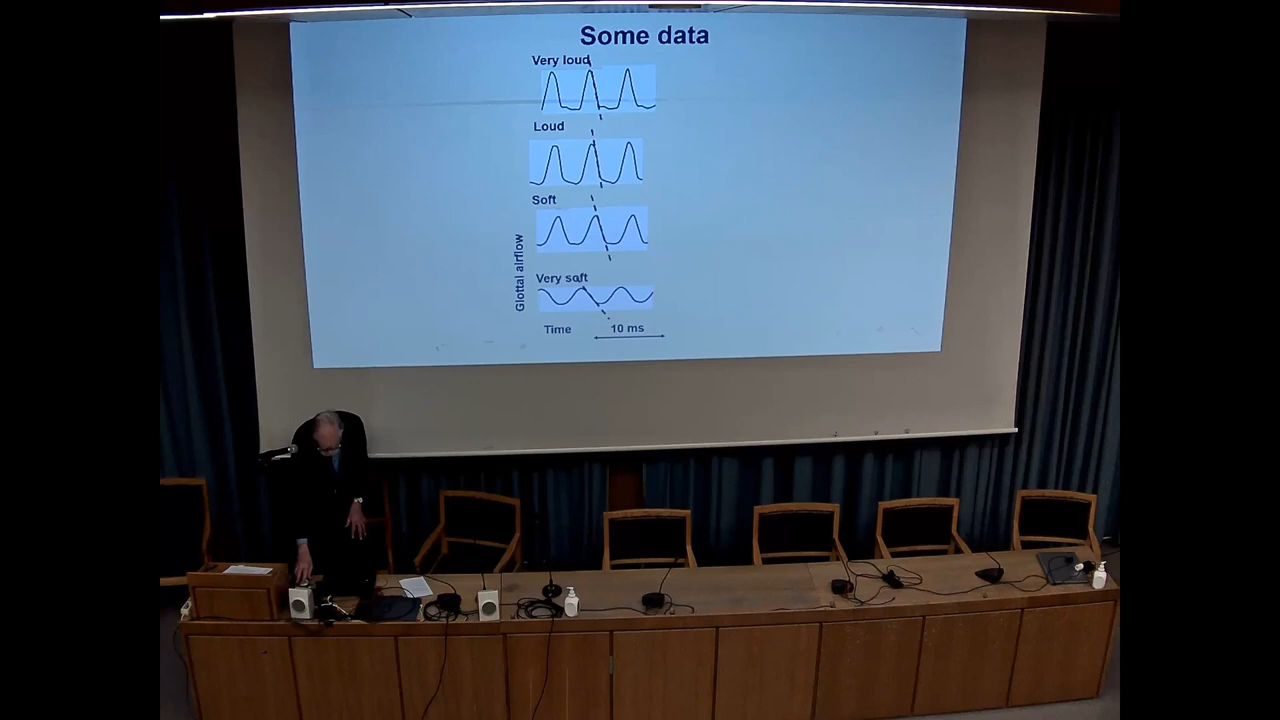 Some data
Very loud
Loud
Soft
Glottal airflow
Very soft
Time
10 ms